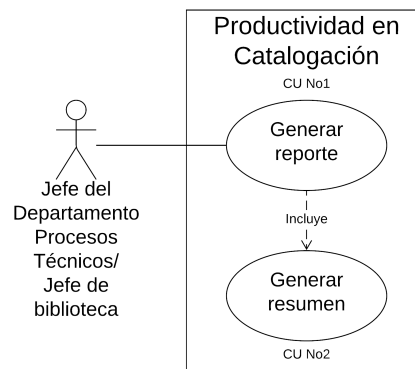 Productividad en
Catalogación
CU No1
Generar
reporte
Jefe del
Departamento
Procesos
Técnicos/
Jefe de
biblioteca
Incluye
Generar
resumen
CU No2